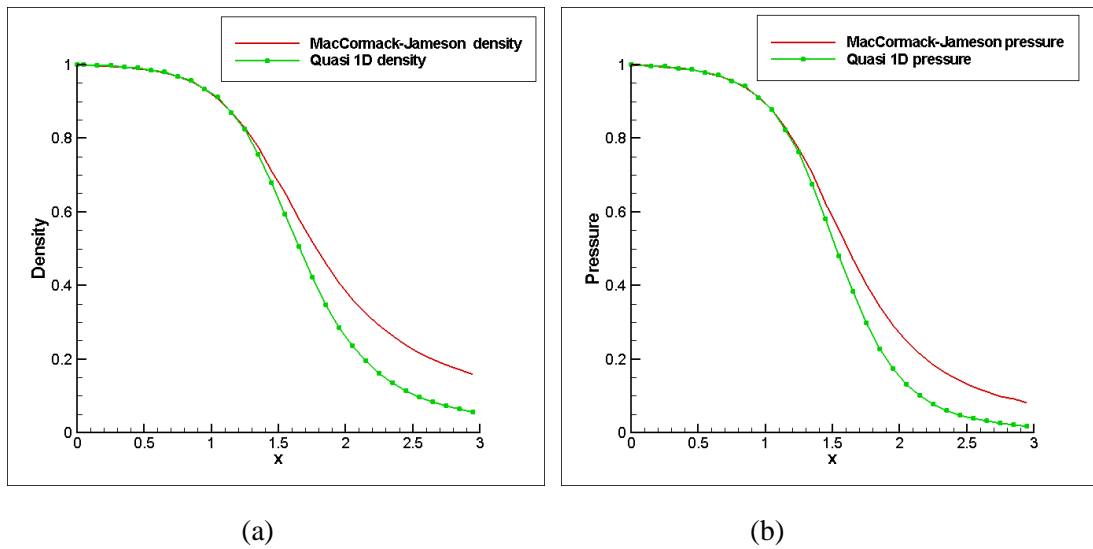 MacCormack-Jameson density
Quasi 1D density
1
0.8
0.6
0.4
0.2
0
Density
0
0.5
1
1.5
2
2.5
3
x
(a)
MacCormack-Jameson pressure
Quasi 1D pressure
1
0.8
0.6
0.4
0.2
0
Pressure
0
0.5
1
1.5
2
2.5
3
x
(b)